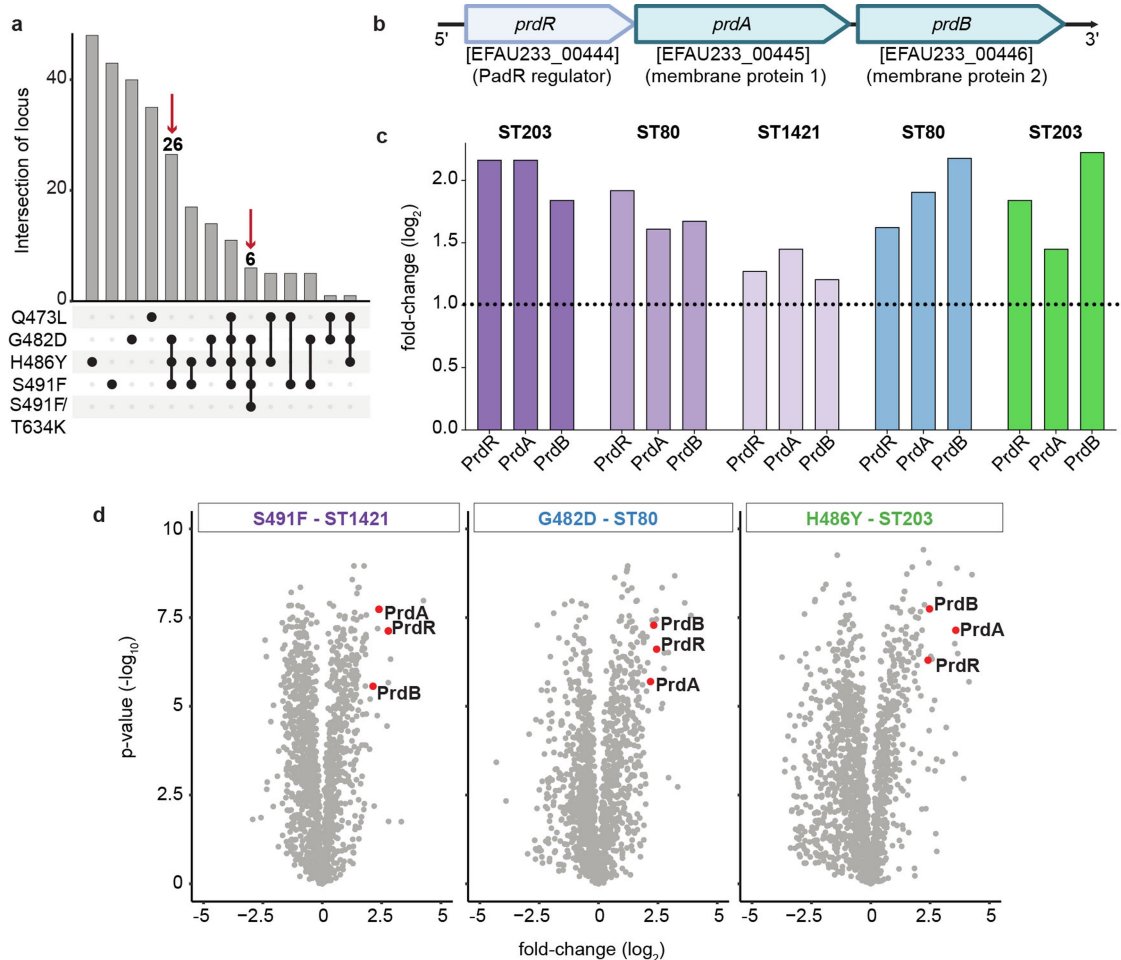 a
Intersection of locus
40
20
0
26
6
Q473L
G482D
H486Y
S491F
S491F/
T634K
b
5'
prdR
prdA
prdB
3'
[EFAU233_00444]
[EFAU233_00445]
[EFAU233_00446]
(PadR regulator)
(membrane protein 1)
(membrane protein 2)
c
ST203
ST80
ST1421
ST80
ST203
fold-change (log2)
2.0
1.5
1.0
0.5
0.0
PrdR
PrdA
PrdB
PrdR
PrdA
PrdB
PrdR
PrdA
PrdB
PrdR
PrdA
PrdB
PrdR
PrdA
PrdB
d
p-value (-log10)
10
7.5
5
2.5
0
S491F - ST1421
PrdA
PrdR
PrdB
-5
-2.5
0
2.5
5
G482D - ST80
PrdB
PrdR
PrdA
-5
-2.5
0
2.5
5
H486Y - ST203
PrdB
PrdA
PrdR
-5
-2.5
0
2.5
5
fold-change (log2)